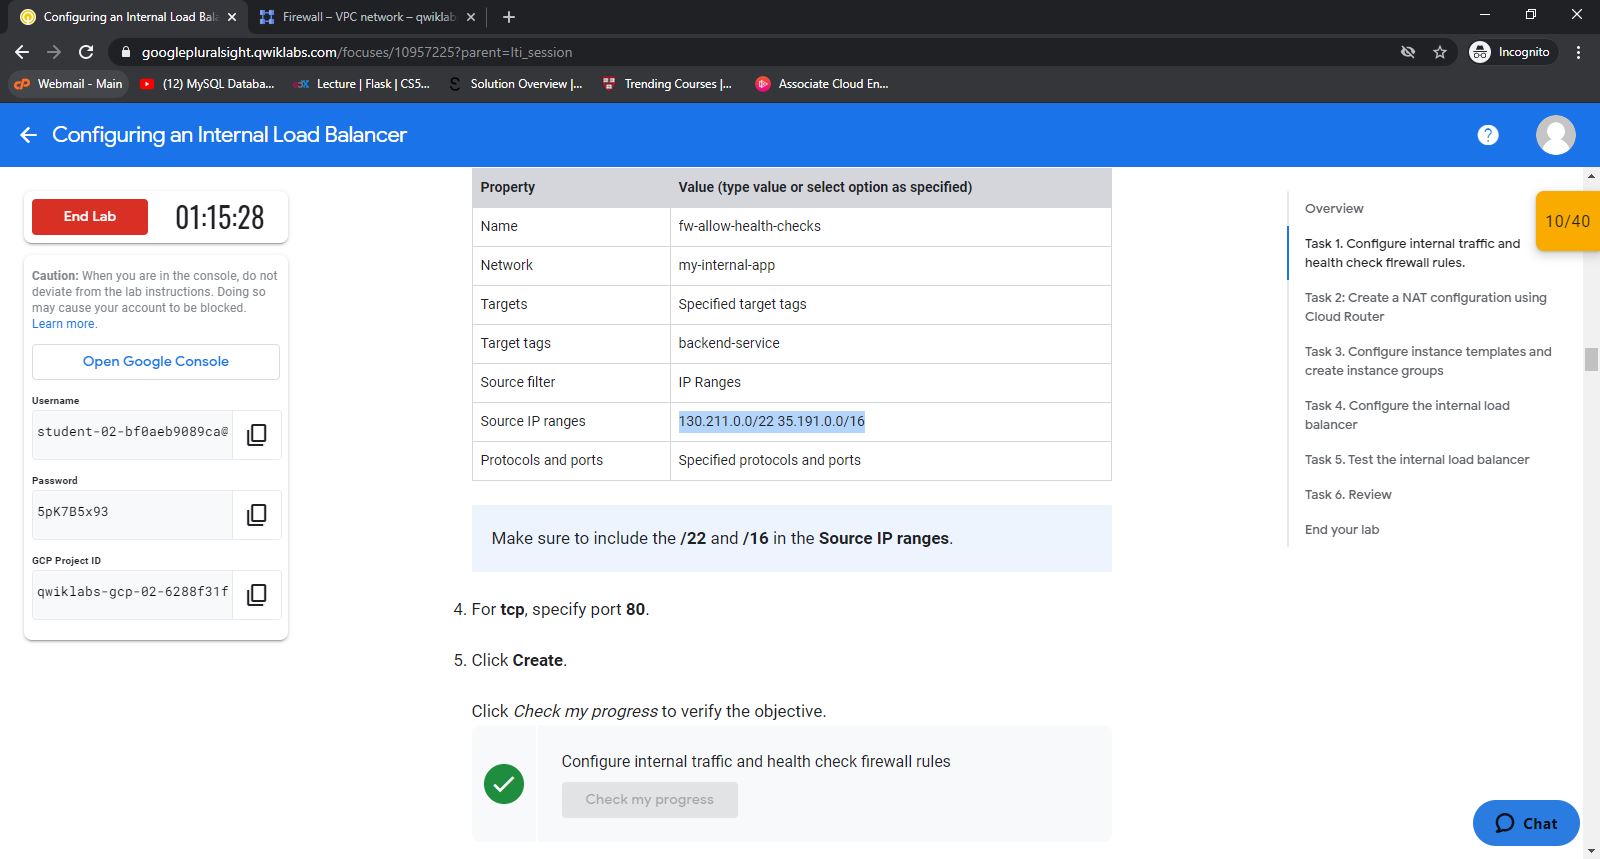 Configuring an Internal Load Bala
Firewall – VPC network – qwiklab
googlepluralsight.qwiklabs.com/focuses/10957225?parent=lti_session
Incognito
Webmail - Main
(12) MySQL Databa...
Lecture | Flask | CS5...
Solution Overview |...
Trending Courses |...
Associate Cloud En...
Configuring an Internal Load Balancer
?
End Lab
01:15:28
Caution: When you are in the console, do not
deviate from the lab instructions. Doing so
may cause your account to be blocked.
Learn more.
Open Google Console
Username
student-02-bf0aeb9089ca@
Password
5pK7B5x93
GCP Project ID
qwiklabs-gcp-02-6288f31f
Property Value (type value or select option as specified)
Name fw-allow-health-checks
Network my-internal-app
Targets Specified target tags
Target tags backend-service
Source filter IP Ranges
Source IP ranges 130.211.0.0/22 35.191.0.0/16
Protocols and ports Specified protocols and ports
Make sure to include the /22 and /16 in the Source IP ranges.
4. For tcp, specify port 80.
5. Click Create.
Click Check my progress to verify the objective.
Configure internal traffic and health check firewall rules
Check my progress
Overview
Task 1. Configure internal traffic and
health check firewall rules.
Task 2: Create a NAT configuration using
Cloud Router
Task 3. Configure instance templates and
create instance groups
Task 4. Configure the internal load
balancer
Task 5. Test the internal load balancer
Task 6. Review
End your lab
10/40
Chat